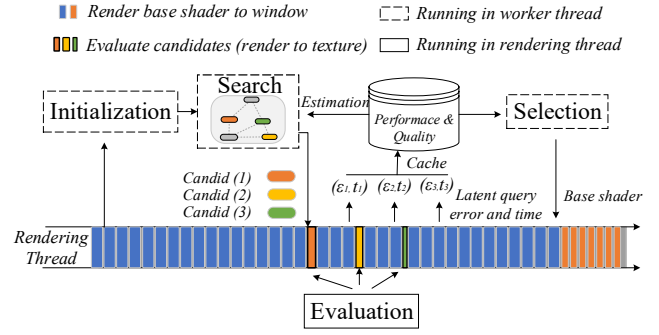 Render base shader to window
Running in worker thread
Evaluate candidates (render to texture)
Running in rendering thread
Initialization
Search
Estimation
Performace &
Quality
Selection
Cache
Candid (1)
Candid (2)
Candid (3)
(ε1,t1)
(ε2,t2)
(ε3,t3)
Latent query
error and time
Base shader
Rendering
Thread
Evaluation